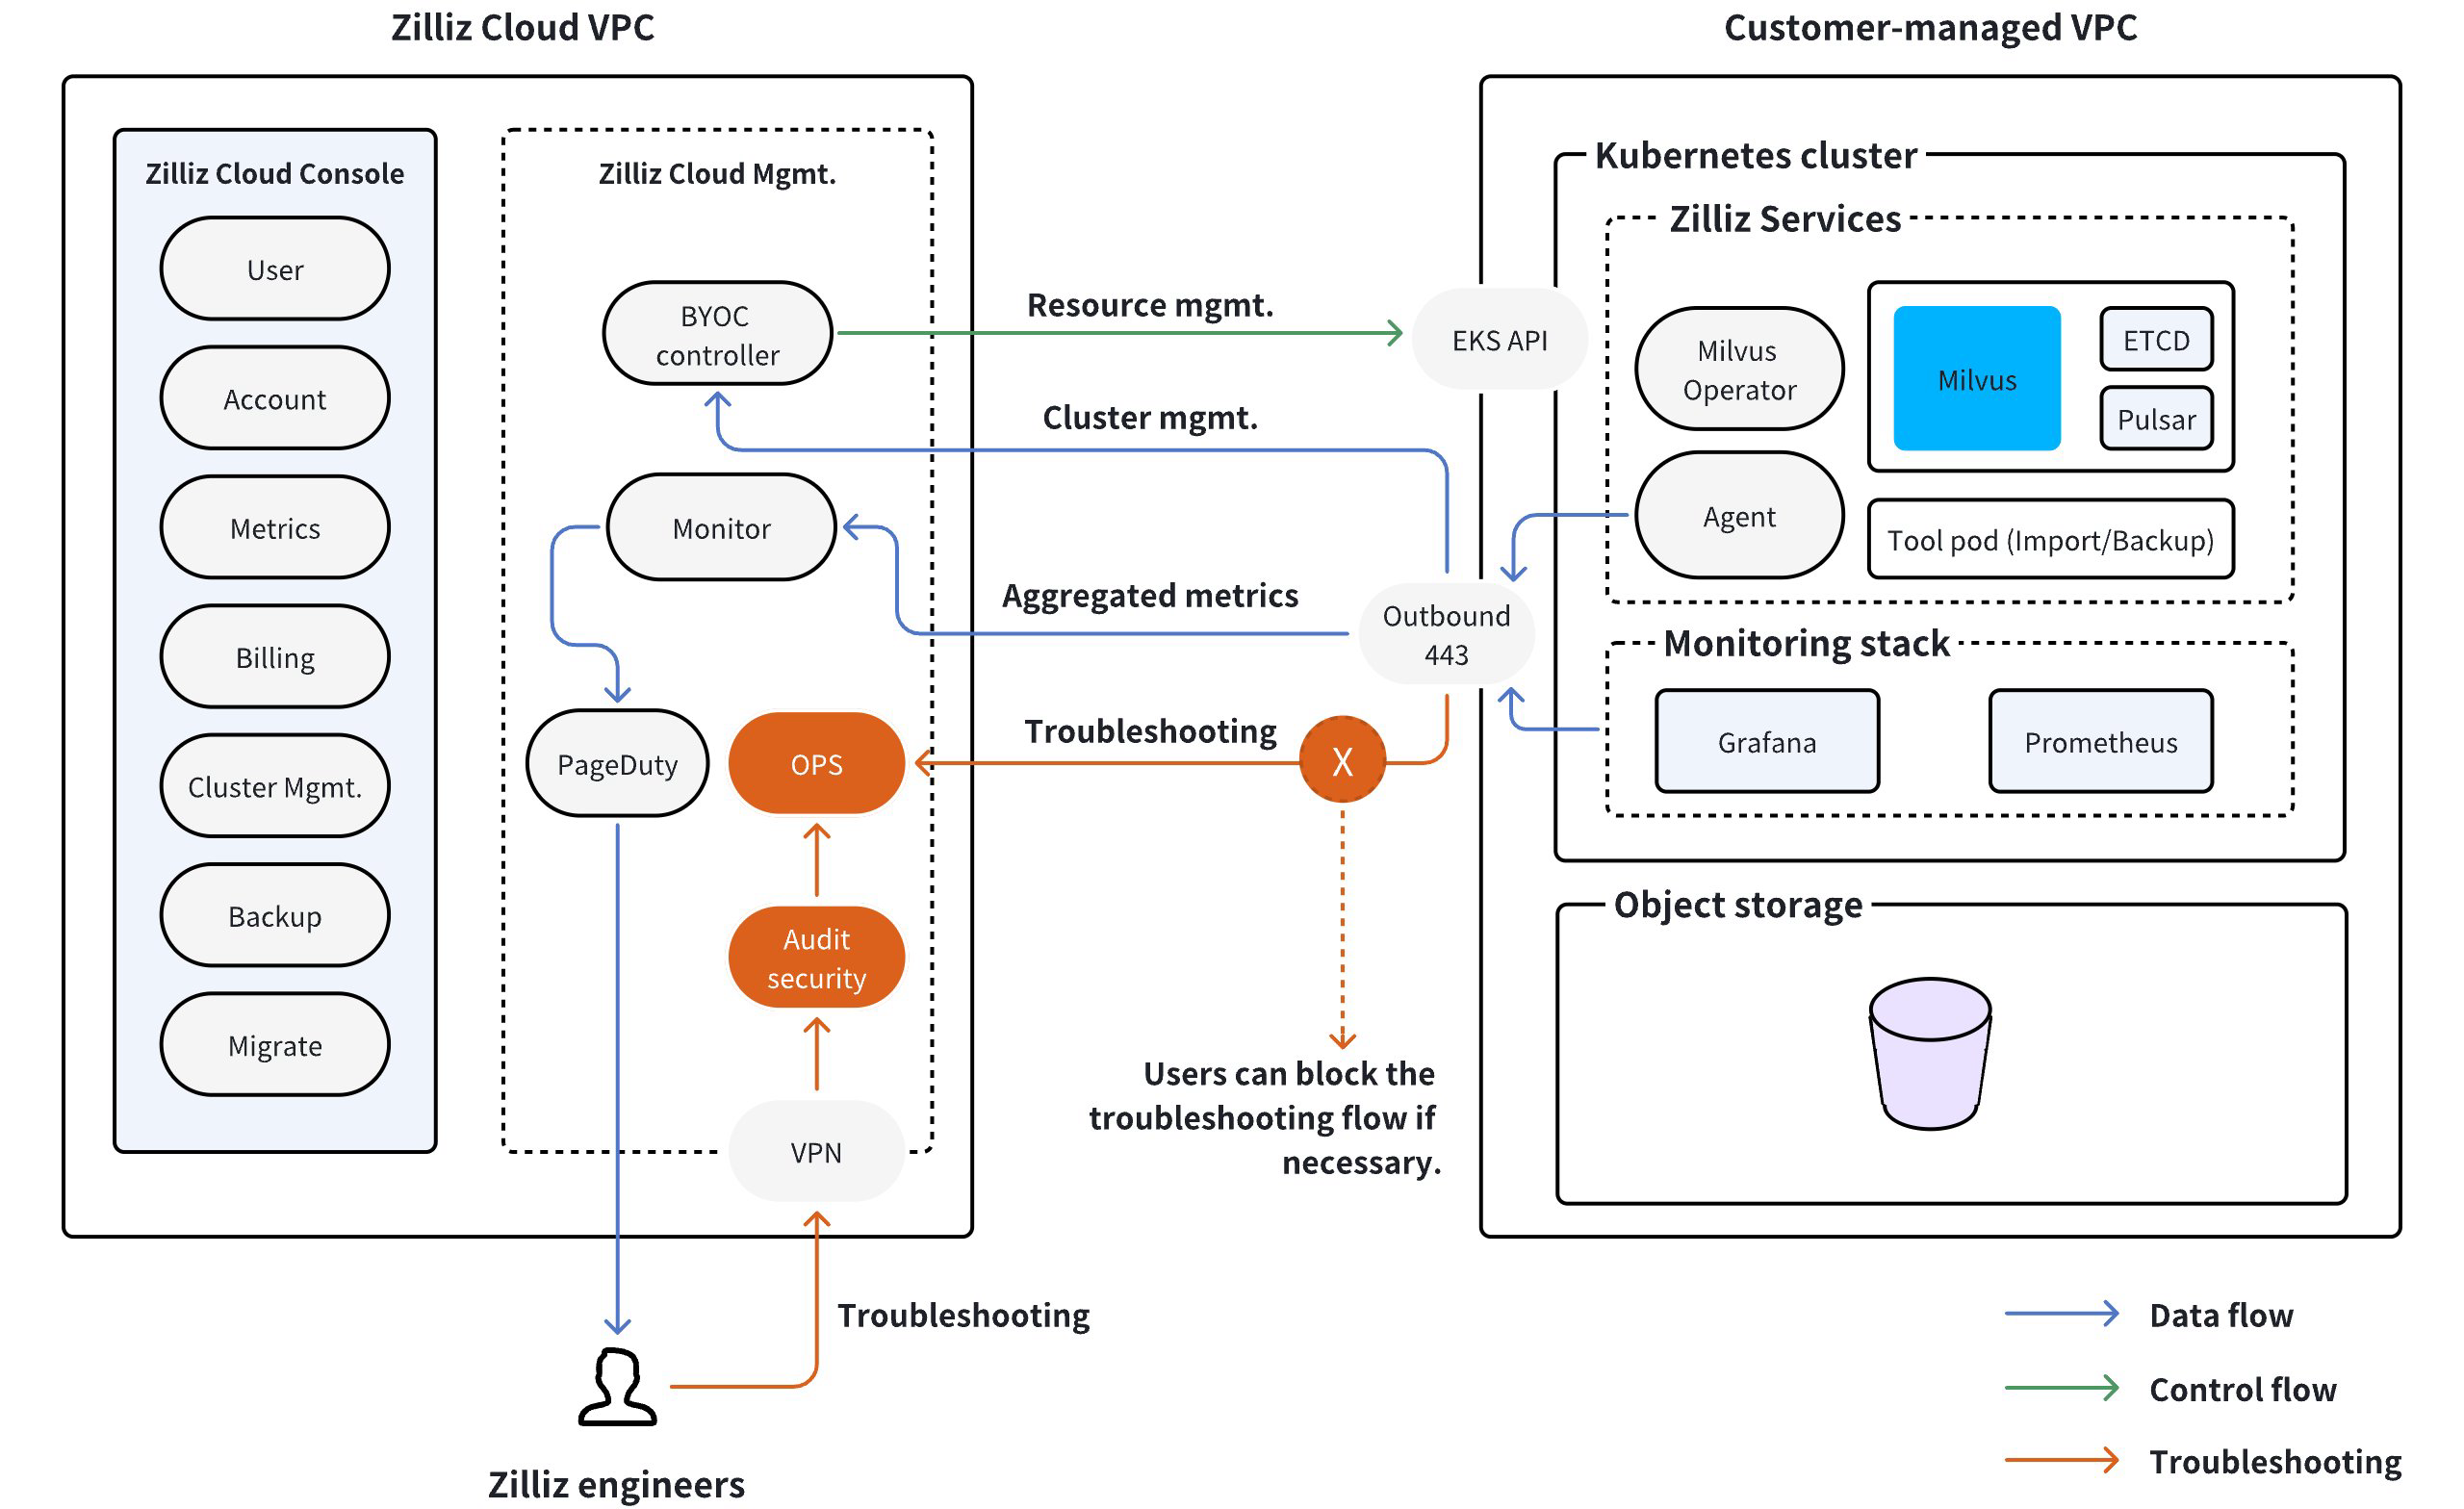 Zilliz Cloud VPC
Customer-managed VPC
Zilliz Cloud Console
User
Account
Metrics
Billing
Cluster Mgmt.
Backup
Migrate
Zilliz Cloud Mgmt.
BYOC
controller
Monitor
PageDuty
OPS
Audit
security
VPN
Resource mgmt.
Cluster mgmt.
Aggregated metrics
Troubleshooting
X
Users can block the
troubleshooting flow if
necessary.
EKS API
Outbound
443
Kubernetes cluster
Zilliz Services
Milvus
Operator
Milvus
ETCD
Pulsar
Agent
Tool pod (Import/Backup)
Monitoring stack
Grafana
Prometheus
Object storage
Troubleshooting
Zilliz engineers
Data flow
Control flow
Troubleshooting